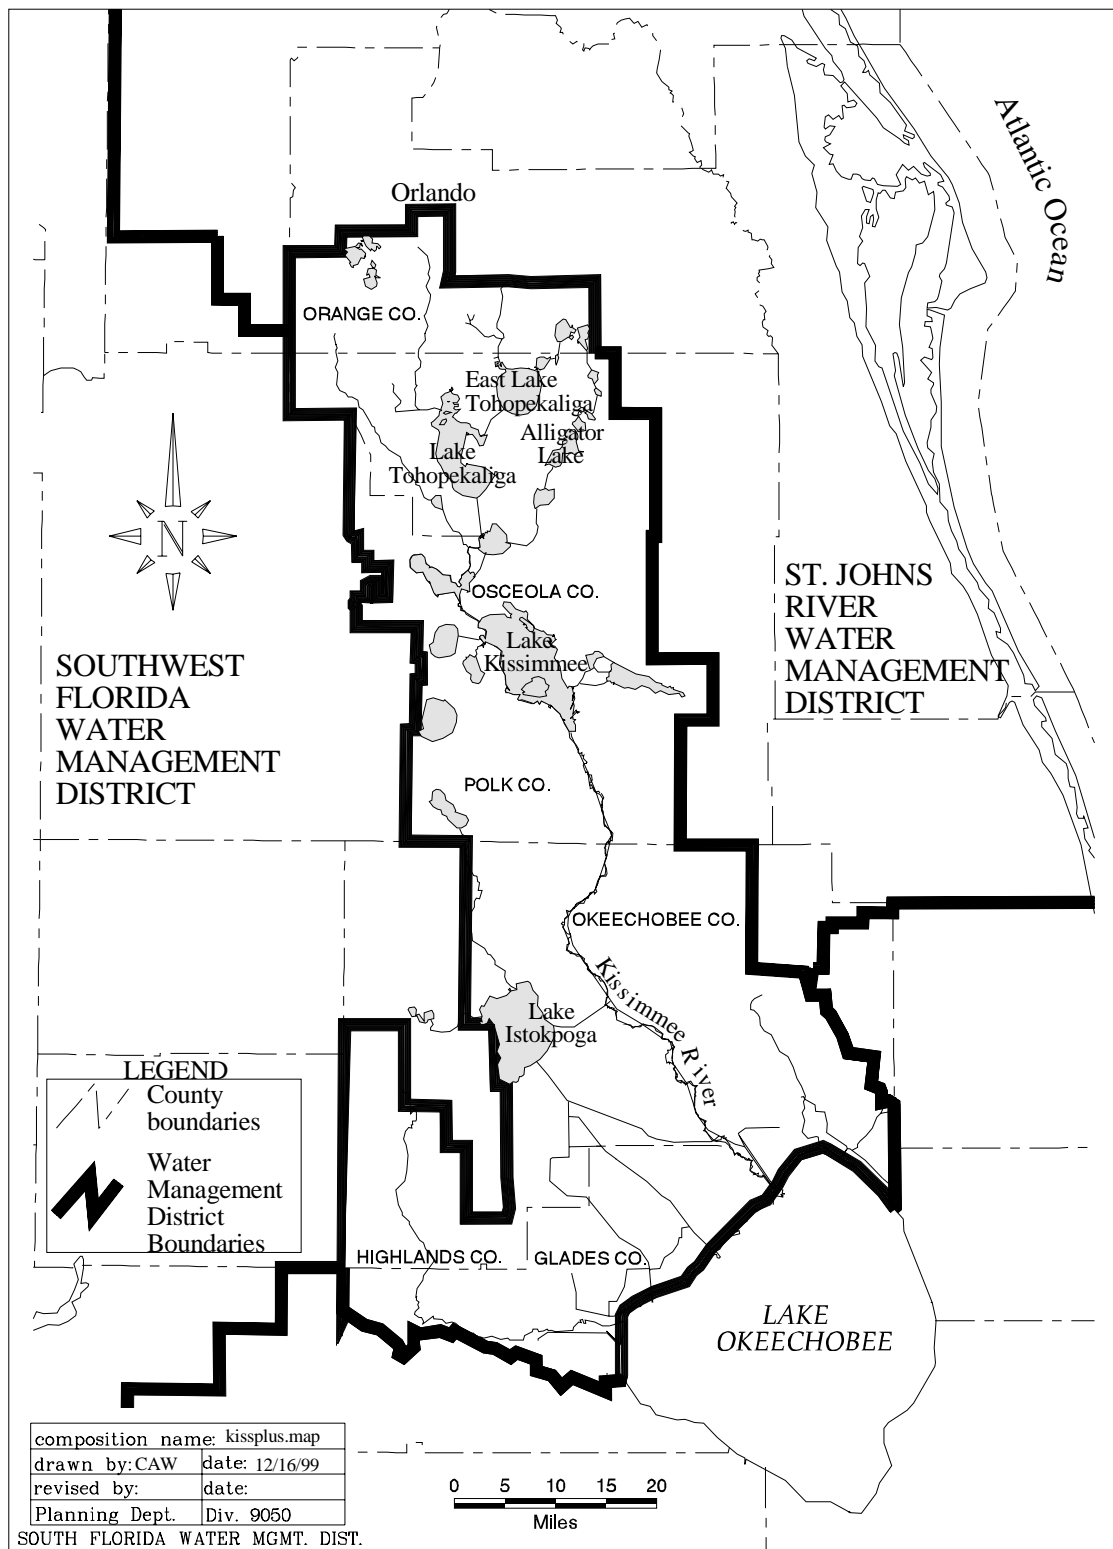 Atlantic Ocean
Orlando
ORANGE CO.
East Lake
Tohopekaliga
Alligator
Lake
Lake
Tohopekaliga
OSCEOLA CO.
ST. JOHNS
RIVER
WATER
MANAGEMENT
DISTRICT
N
Lake
Kissimmee
SOUTHWEST
FLORIDA
WATER
MANAGEMENT
DISTRICT
POLK CO.
OKEECHOBEE CO.
Kissimmee River
Lake
Istokpoga
LEGEND
County
boundaries
Water
Management
District
Boundaries
HIGHLANDS CO.
GLADES CO.
LAKE
OKEECHOBEE
composition name: kissplus.map
drawn by: CAW date: 12/16/99
revised by: date:
Planning Dept. Div. 9050
SOUTH FLORIDA WATER MGMT. DIST.
0 5 10 15 20
Miles